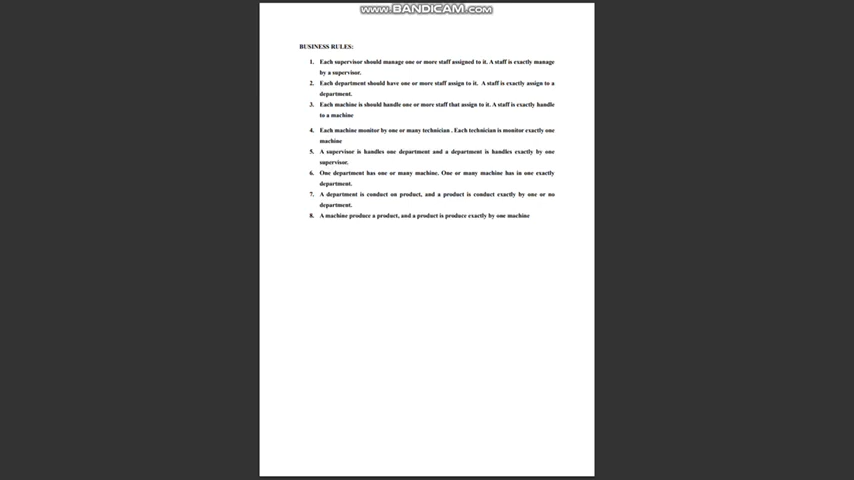 WWW.BANDICAM.COM
BUSINESS RULES:
1. Each supervisor should manage one or more staff assigned to it. A staff is exactly manage
by a supervisor.
2. Each department should have one or more staff assign to it. A staff is exactly assign to a
department.
3. Each machine is should handle one or more staff that assign to it. A staff is exactly handle
to a machine
4. Each machine monitor by one or many technician . Each technician is monitor exactly one
machine
5. A supervisor is handles one department and a department is handles exactly by one
supervisor.
6. One department has one or many machine. One or many machine has in one exactly
department.
7. A department is conduct on product, and a product is conduct exactly by one or no
department.
8. A machine produce a product, and a product is produce exactly by one machine